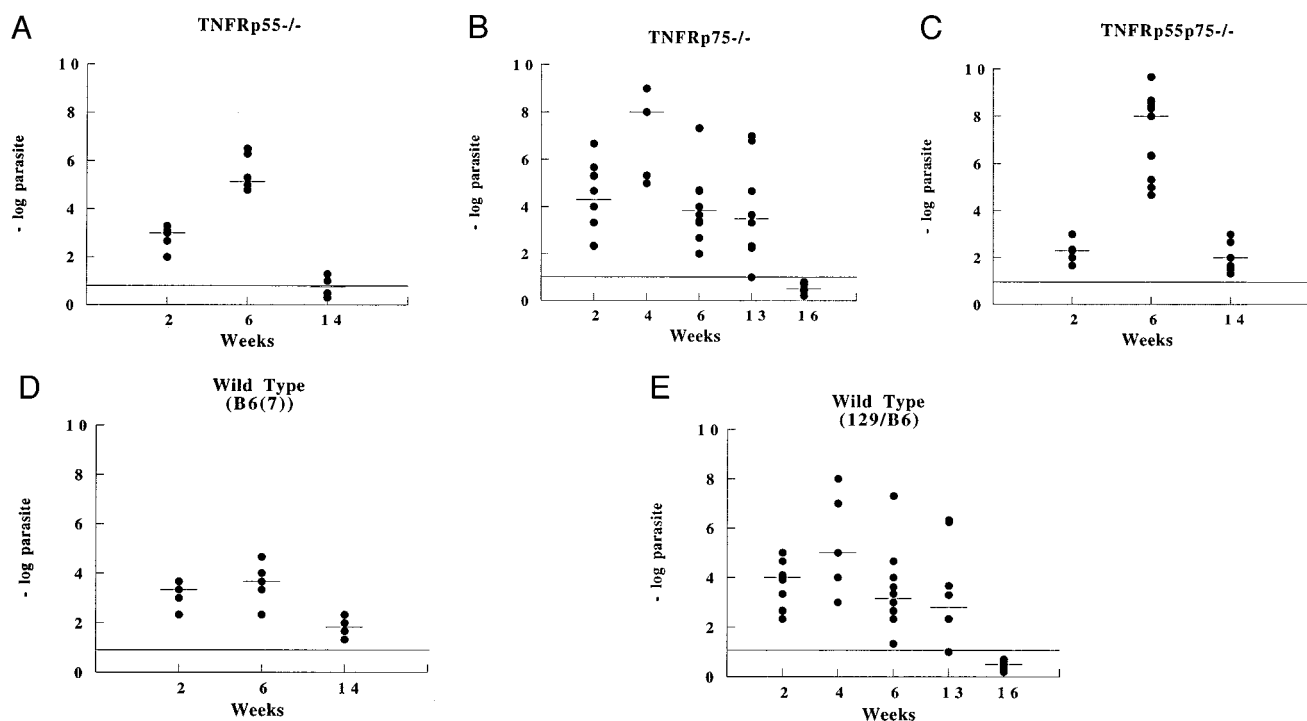 A
TNFRp55-/-
10
8
6
4
2
0
- log parasite
2 6 14
Weeks
B
TNFRp75-/-
10
8
6
4
2
0
- log parasite
2 4 6 13 16
Weeks
C
TNFRp55p75-/-
10
8
6
4
2
0
- log parasite
2 6 14
Weeks
D
Wild Type
(B6(7))
10
8
6
4
2
0
- log parasite
2 6 14
Weeks
E
Wild Type
(129/B6)
10
8
6
4
2
0
- log parasite
2 4 6 13 16
Weeks